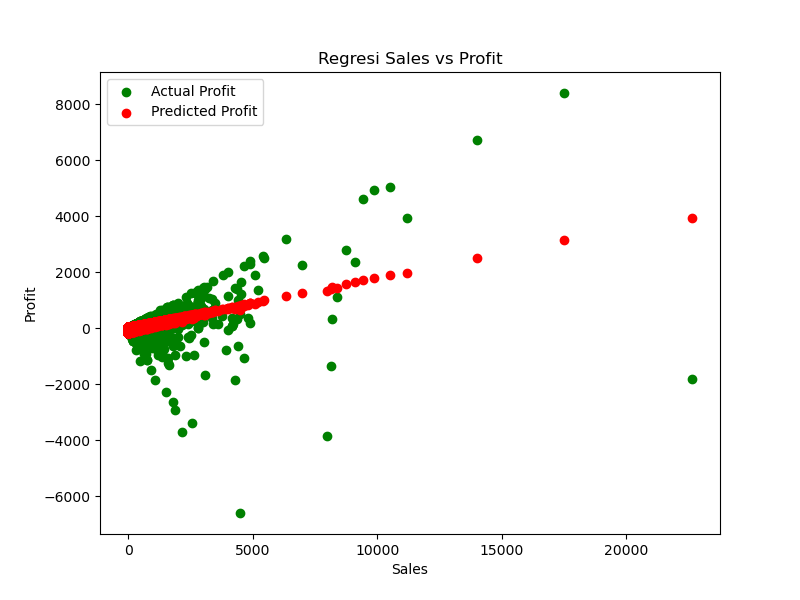 Regresi Sales vs Profit
Actual Profit
Predicted Profit
8000
6000
4000
2000
0
−2000
−4000
−6000
Profit
0
5000
10000
15000
20000
Sales